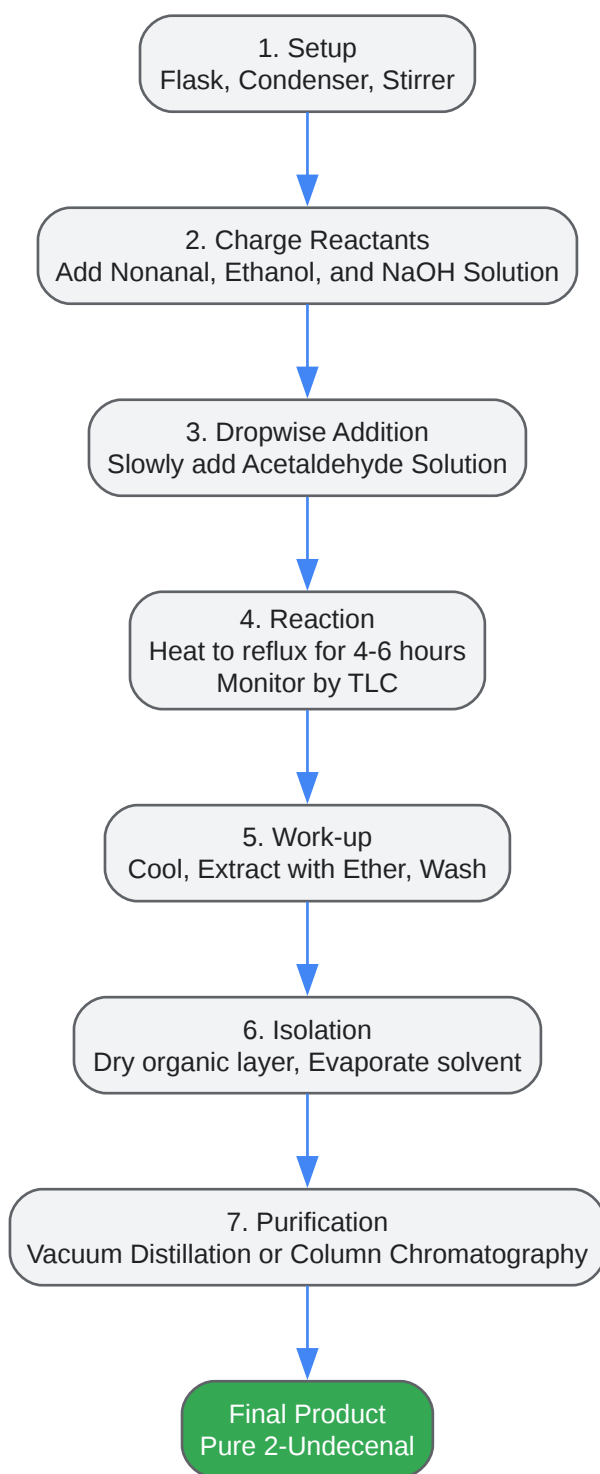 1. Setup
Flask, Condenser, Stirrer
2. Charge Reactants
Add Nonanal, Ethanol, and NaOH Solution
3. Dropwise Addition
Slowly add Acetaldehyde Solution
4. Reaction
Heat to reflux for 4-6 hours
Monitor by TLC
5. Work-up
Cool, Extract with Ether, Wash
6. Isolation
Dry organic layer, Evaporate solvent
7. Purification
Vacuum Distillation or Column Chromatography
Final Product
Pure 2-Undecenal